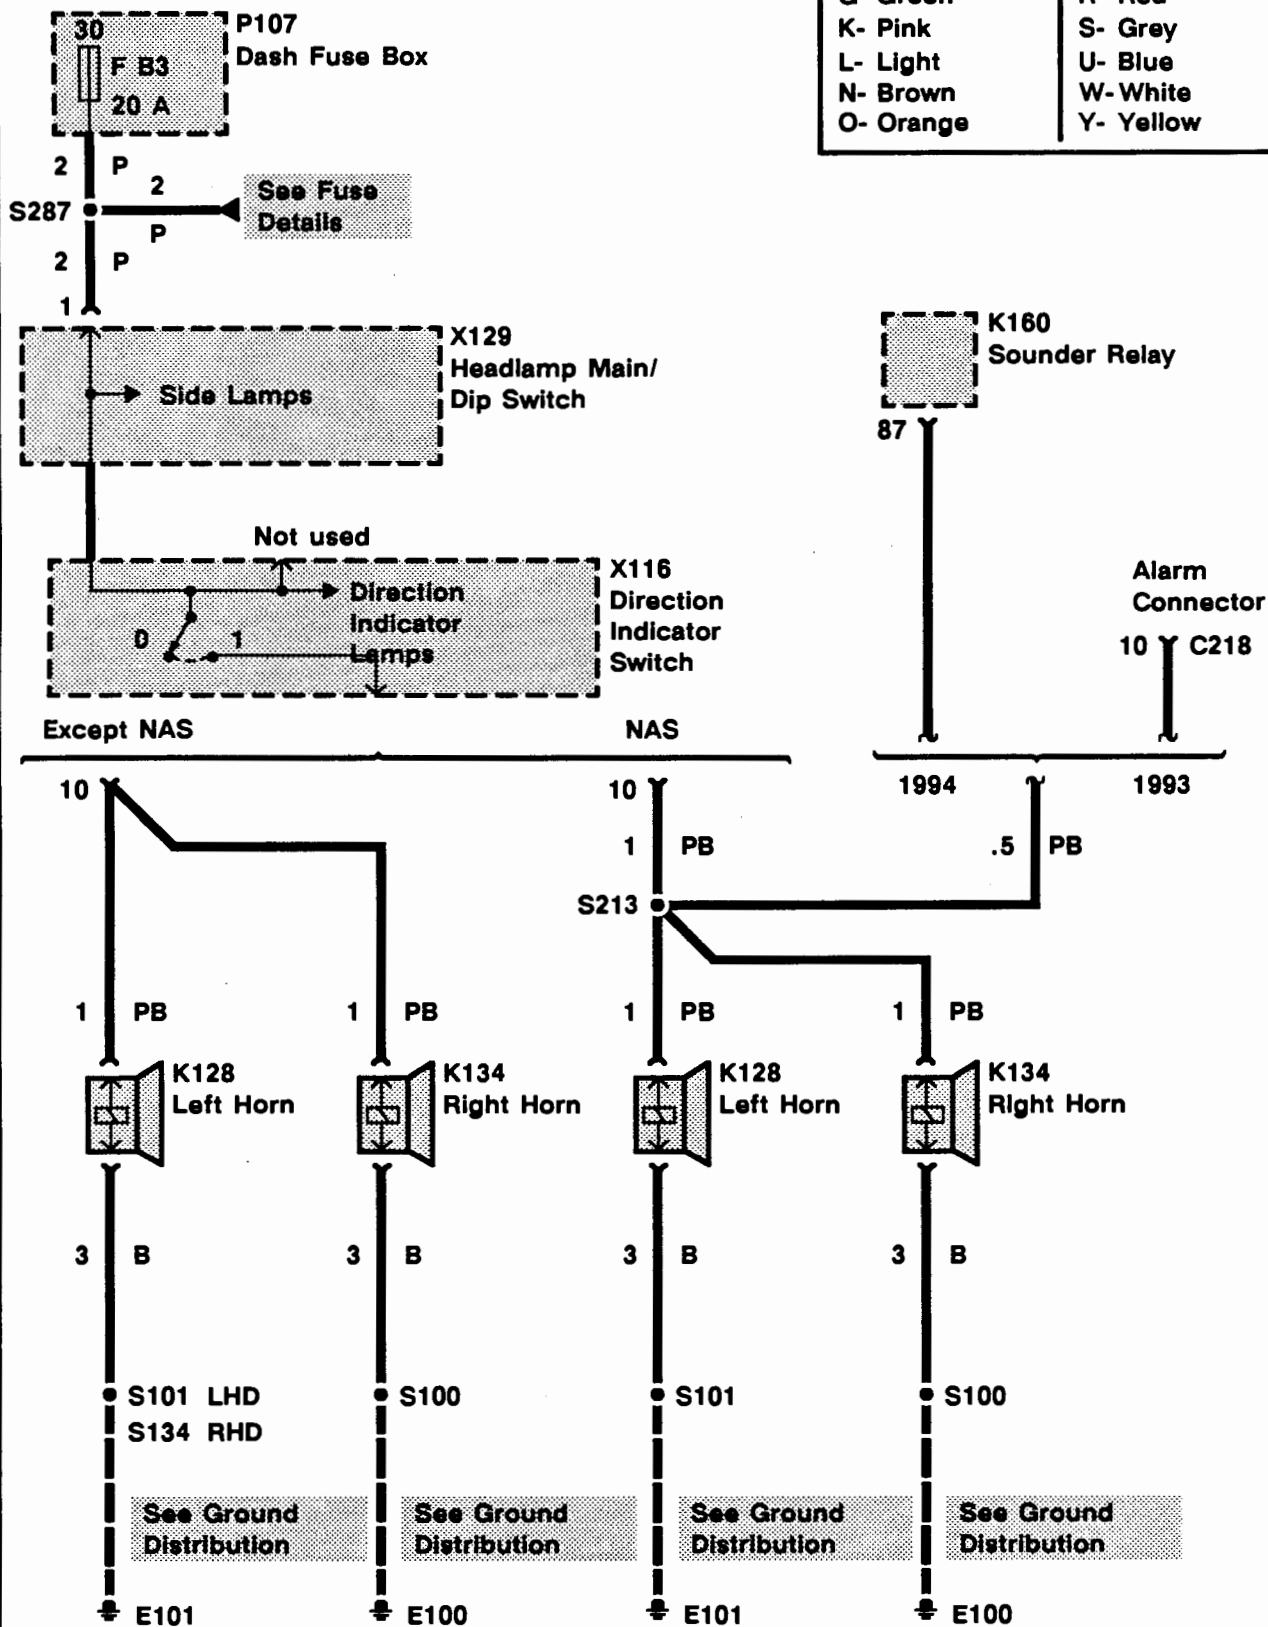 30
F B3
20 A
P107
Dash Fuse Box
K- Pink
L- Light
N- Brown
O- Orange
S- Grey
U- Blue
W- White
Y- Yellow
2 P
2
P
See Fuse
Details
S287
2 P
1
X129
Headlamp Main/
Dip Switch
Side Lamps
K160
Sounder Relay
87
Not used
X116
Direction
Indicator
Switch
Direction
Indicator
Lamps
0 1
Alarm
Connector
10 C218
Except NAS
NAS
1994
1993
10
10
1 PB
.5 PB
S213
1 PB
1 PB
1 PB
1 PB
K128
Left Horn
K134
Right Horn
K128
Left Horn
K134
Right Horn
3 B
3 B
3 B
3 B
S101 LHD
S134 RHD
S100
S101
S100
See Ground
Distribution
See Ground
Distribution
See Ground
Distribution
See Ground
Distribution
E101
E100
E101
E100